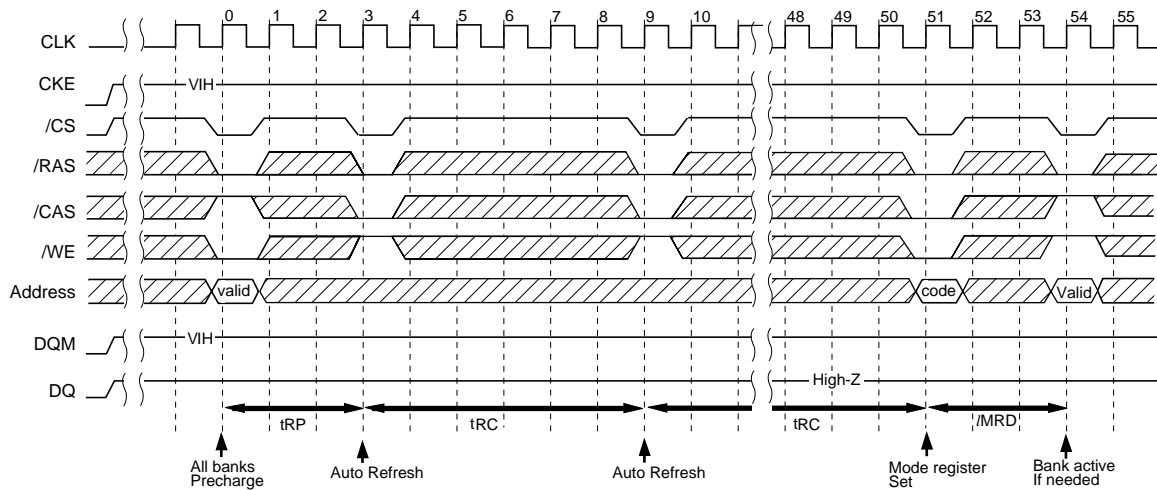 0 1 2 3 4 5 6 7 8 9 10 48 49 50 51 52 53 54 55
CLK
CKE VIH
/CS
/RAS
/CAS
/WE
Address valid code Valid
DQM VIH
DQ High-Z
tRP tRC tRC lMRD
All banks
Precharge
Auto Refresh
Auto Refresh
Mode register
Set
Bank active
If needed